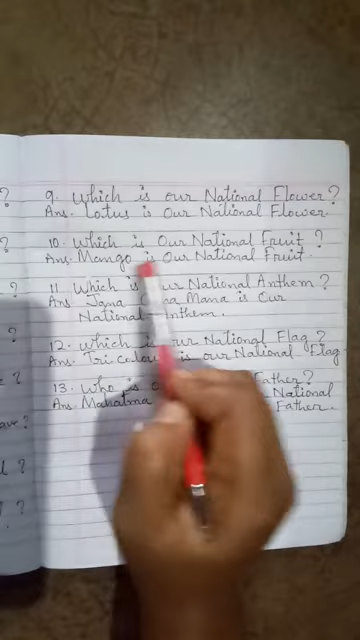 ?
9. Which is our National Flower?
Ans. Lotus is Our National Flower.
?
10. Which is Our National Fruit ?
Ans. Mango is Our National Fruit.
?
11. Which is our National Anthem ?
Ans Jana Mana is Our
National Anthem.
?
12. Which is our National Flag ?
Ans. Tricolour is our National Flag
?
13. Who is Father?
Ans. Mahatma National
Father.
?
?
?
?